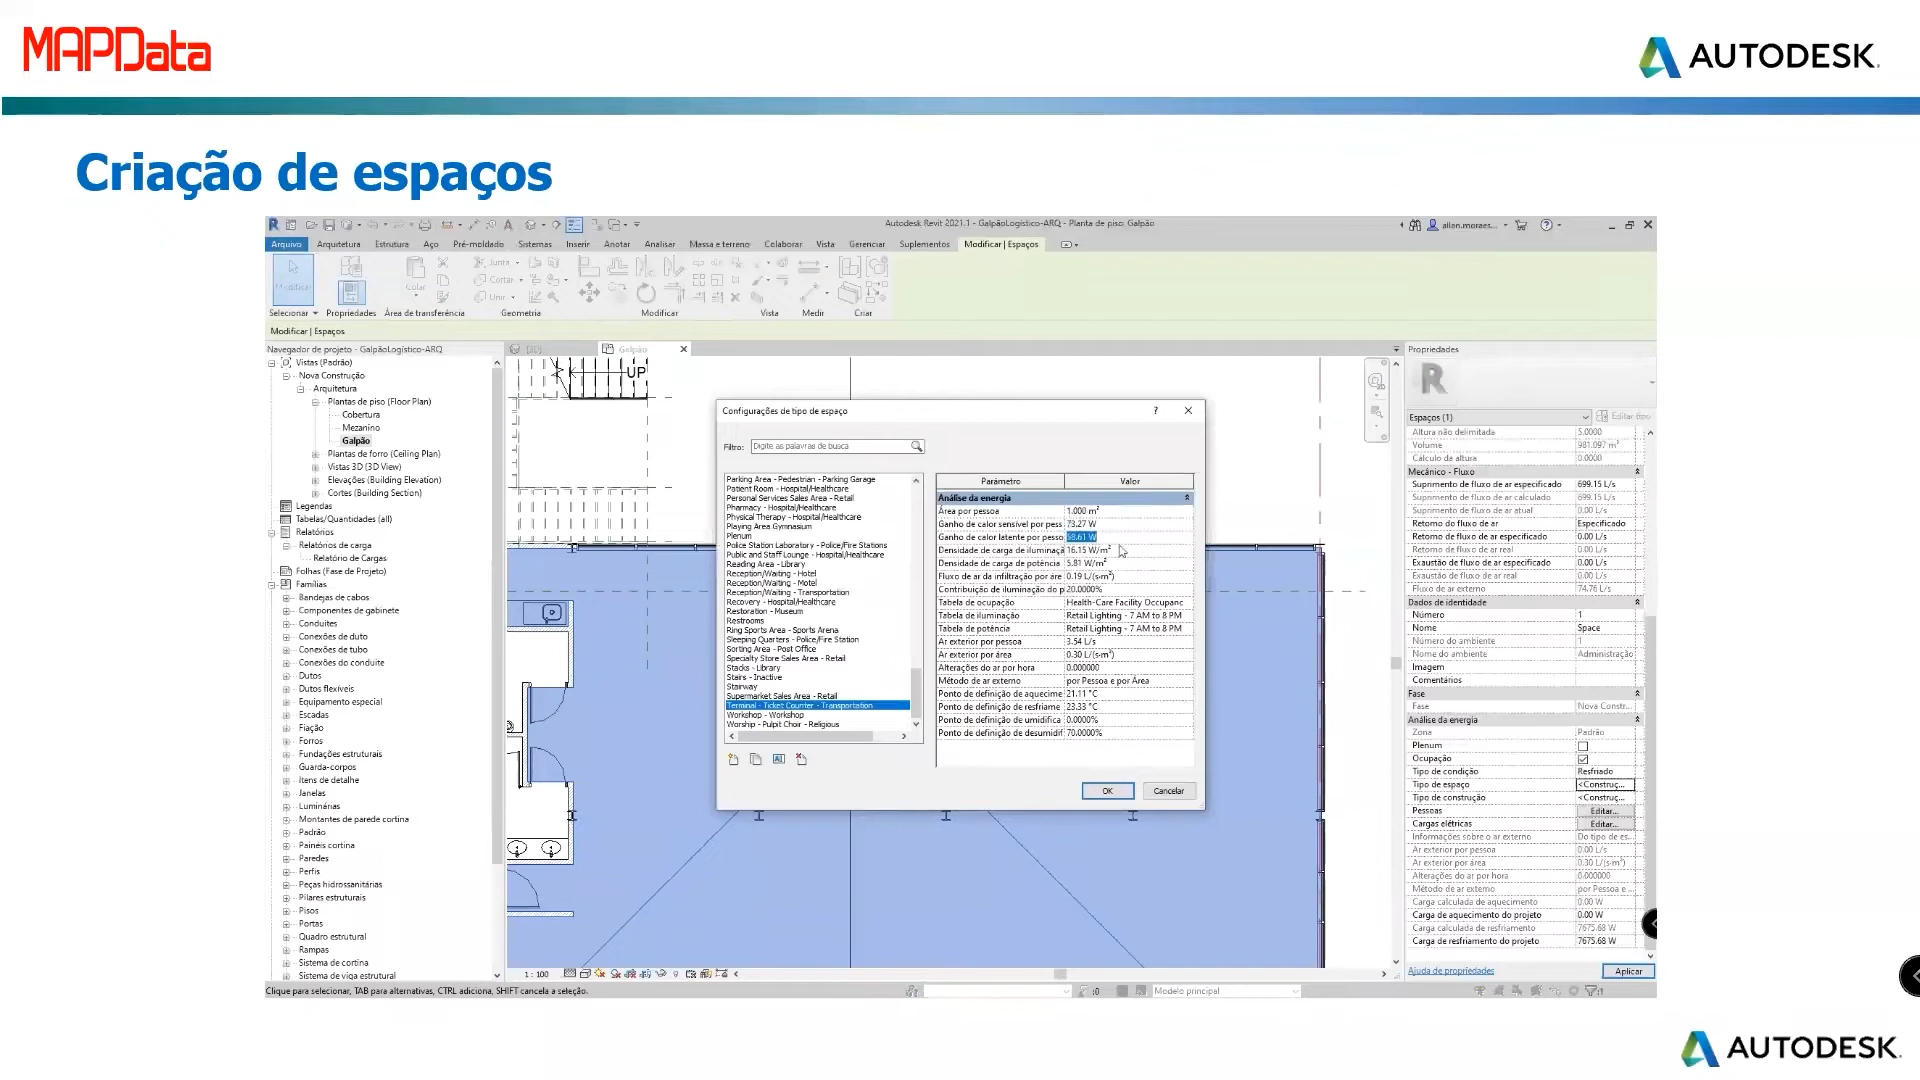 MAPData
AUTODESK.
Criação de espaços
Autodesk Revit 2021.1 - GalpãoLogístico-ARQ - Planta de piso: Galpão
allan.moraes...
Arquivo Arquitetura Estrutura Aço Pré-moldado Sistemas Inserir Anotar Analisar Massa e terreno Colaborar Vista Gerenciar Suplementos Modificar | Espaços
Modificar
Colar
Junta
Cortar
Unir
Selecionar Propriedades Área de transferência Geometria Modificar Vista Medir Criar
Modificar | Espaços
Navegador de projeto - GalpãoLogístico-ARQ
Vistas (Padrão)
Nova Construção
Arquitetura
Plantas de piso (Floor Plan)
Cobertura
Mezanino
Galpão
Plantas de forro (Ceiling Plan)
Vistas 3D (3D View)
Elevações (Building Elevation)
Cortes (Building Section)
Legendas
Tabelas/Quantidades (all)
Relatórios
Relatórios de carga
Relatório de Cargas
Folhas (Fase de Projeto)
Famílias
Bandejas de cabos
Componentes de gabinete
Conduites
Conexões de duto
Conexões de tubo
Conexões do conduite
Dutos
Dutos flexíveis
Equipamento especial
Escadas
Fiação
Forros
Fundações estruturais
Guarda-corpos
Itens de detalhe
Janelas
Luminárias
Montantes de parede cortina
Padrão
Painéis cortina
Paredes
Perfis
Peças hidrossanitárias
Pilares estruturais
Pisos
Portas
Quadro estrutural
Rampas
Sistema de cortina
Sistema de viga estrutural
{3D}
Galpão
UP
Configurações de tipo de espaço
Filtro: Digite as palavras de busca
Parking Area - Pedestrian - Parking Garage
Patient Room - Hospital/Healthcare
Personal Services Sales Area - Retail
Pharmacy - Hospital/Healthcare
Physical Therapy - Hospital/Healthcare
Playing Area Gymnasium
Plenum
Police Station Laboratory - Police/Fire Stations
Public and Staff Lounge - Hospital/Healthcare
Reading Area - Library
Reception/Waiting - Hotel
Reception/Waiting - Motel
Reception/Waiting - Transportation
Recovery - Hospital/Healthcare
Restoration - Museum
Restrooms
Ring Sports Area - Sports Arena
Sleeping Quarters - Police/Fire Station
Sorting Area - Post Office
Specialty Store Sales Area - Retail
Stacks - Library
Stairs - Inactive
Stairway
Supermarket Sales Area - Retail
Terminal - Ticket Counter - Transportation
Workshop - Workshop
Worship - Pulpit Choir - Religious
Parâmetro Valor
Análise da energia
Área por pessoa 1.000 m²
Ganho de calor sensível por pess 73.27 W
Ganho de calor latente por pesso 58.61 W
Densidade de carga de iluminaçã 16.15 W/m²
Densidade de carga de potência 5.81 W/m²
Fluxo de ar da infiltração por áre 0.19 L/(s·m²)
Contribuição de iluminação do p 20.0000%
Tabela de ocupação Health-Care Facility Occupanc
Tabela de iluminação Retail Lighting - 7 AM to 8 PM
Tabela de potência Retail Lighting - 7 AM to 8 PM
Ar exterior por pessoa 3.54 L/s
Ar exterior por área 0.30 L/(s·m²)
Alterações do ar por hora 0.000000
Método de ar externo por Pessoa e por Área
Ponto de definição de aquecime 21.11 °C
Ponto de definição de resfriame 23.33 °C
Ponto de definição de umidifica 0.0000%
Ponto de definição de desumidif 70.0000%
OK Cancelar
Propriedades
Espaços (1) Editar tipo
Altura não delimitada 5.0000
Volume 981.097 m³
Cálculo da altura 0.0000
Mecânico - Fluxo
Suprimento de fluxo de ar especificado 699.15 L/s
Suprimento de fluxo de ar calculado 699.15 L/s
Suprimento de fluxo de ar atual 0.00 L/s
Retorno do fluxo de ar Especificado
Retorno de fluxo de ar especificado 0.00 L/s
Retorno de fluxo de ar real 0.00 L/s
Exaustão de fluxo de ar especificado 0.00 L/s
Exaustão de fluxo de ar real 0.00 L/s
Fluxo de ar externo 74.76 L/s
Dados de identidade
Número 1
Nome Space
Número do ambiente 1
Nome do ambiente Administração
Imagem
Comentários
Fase
Fase Nova Constr...
Análise da energia
Zona Padrão
Plenum
Ocupação
Tipo de condição Resfriado
Tipo de espaço <Construç...
Tipo de construção <Construç...
Pessoas Editar...
Cargas elétricas Editar...
Informações sobre o ar externo Do tipo de es...
Ar exterior por pessoa 0.00 L/s
Ar exterior por área 0.30 L/(s·m²)
Alterações do ar por hora 0.000000
Método de ar externo por Pessoa e ...
Carga calculada de aquecimento 0.00 W
Carga de aquecimento do projeto 0.00 W
Carga calculada de resfriamento 7675.68 W
Carga de resfriamento do projeto 7675.68 W
Ajuda de propriedades Aplicar
1 : 100
Clique para selecionar, TAB para alternativas, CTRL adiciona, SHIFT cancela a seleção.
:0
Modelo principal
:1
AUTODESK.